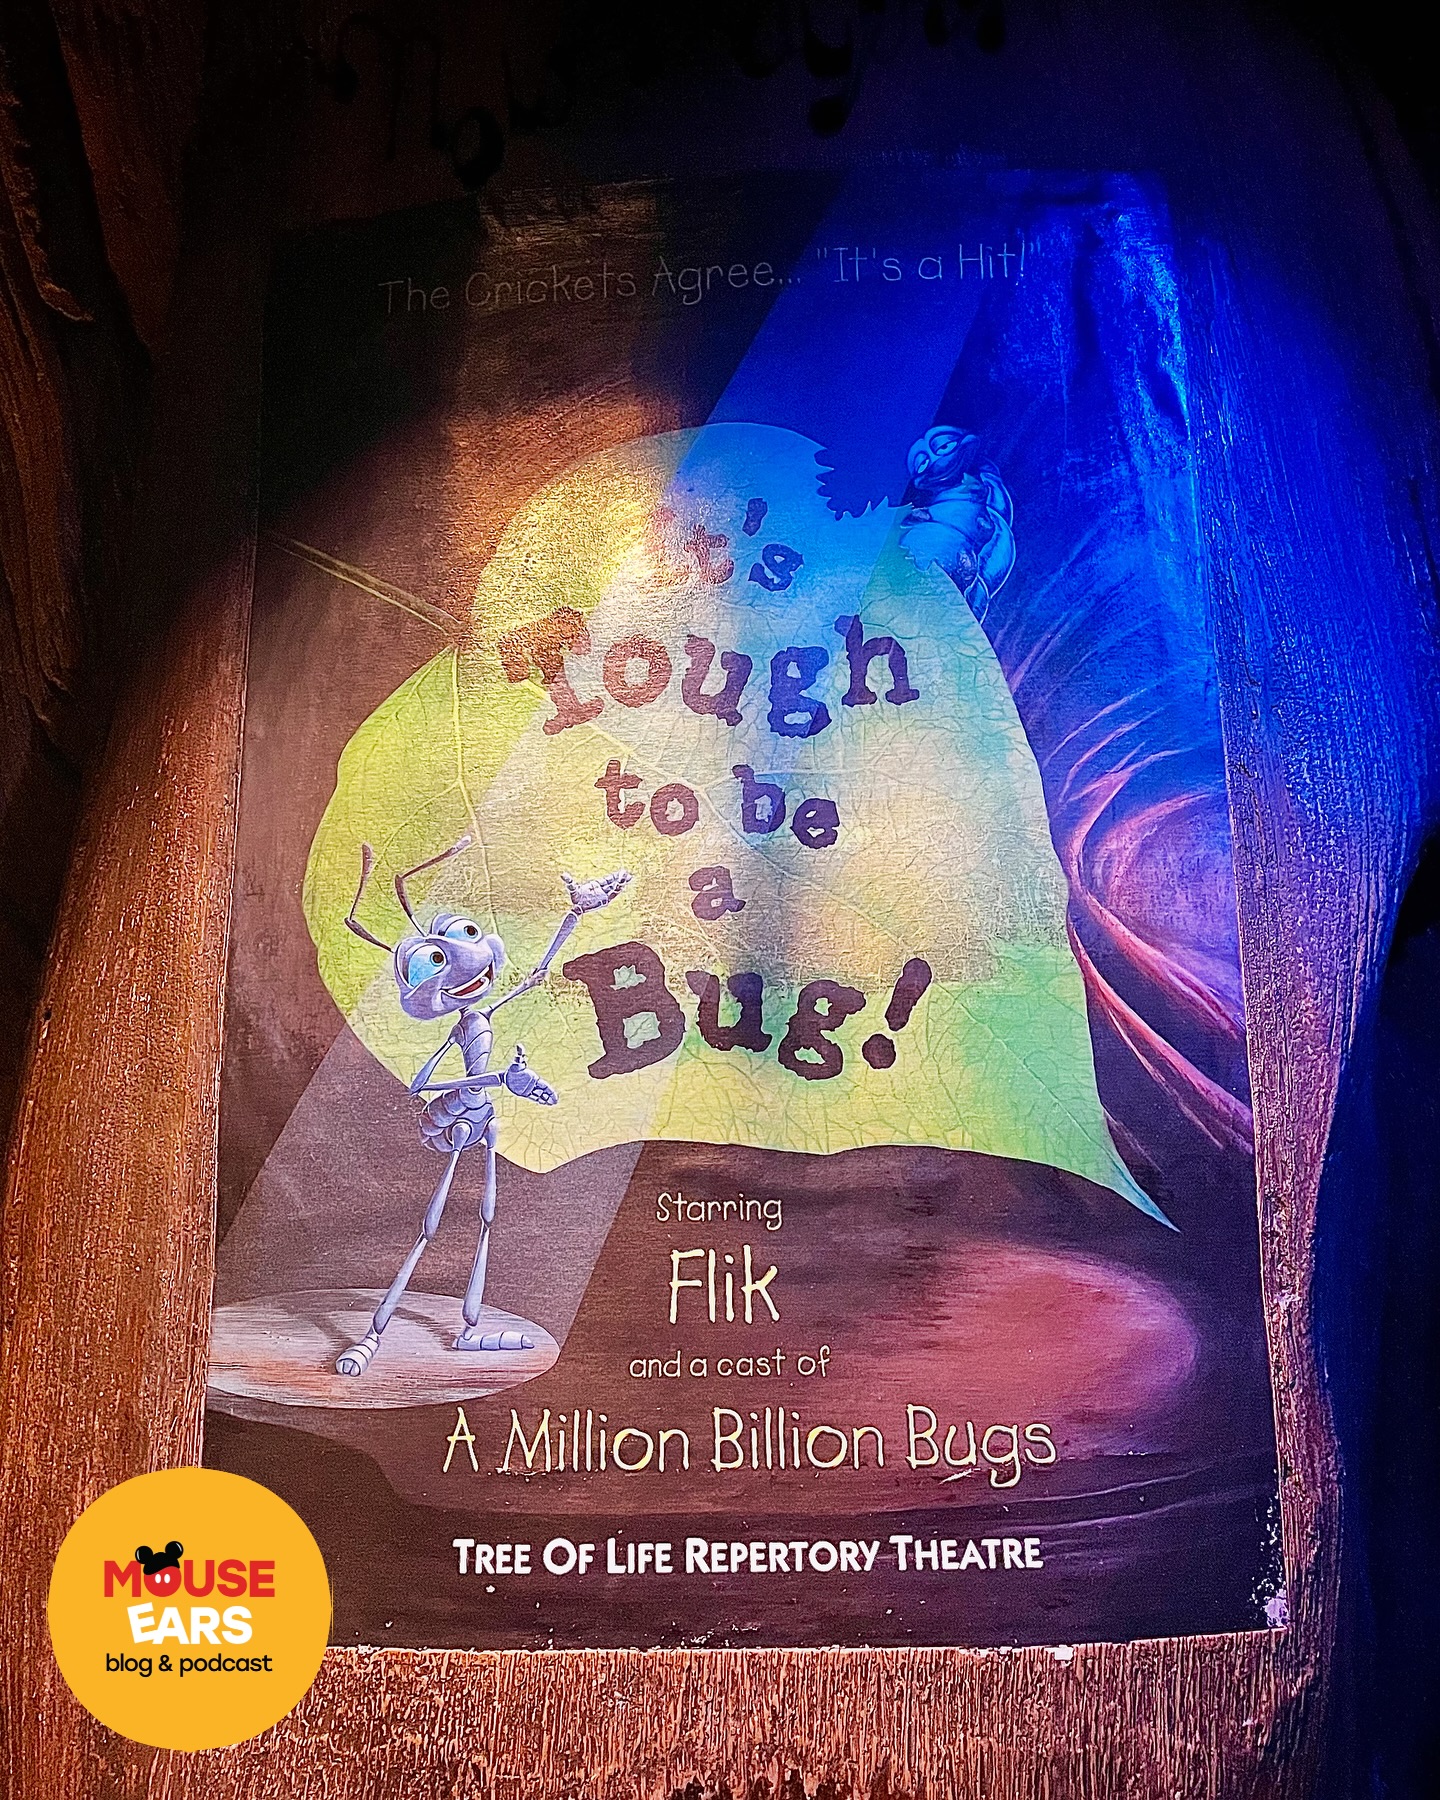 The Crickets Agree... "It's a Hit!"
It's
Tough
to be
a
Bug!
Starring
Flik
and a cast of
A Million Billion Bugs
TREE OF LIFE REPERTORY THEATRE
MOUSE
EARS
blog & podcast